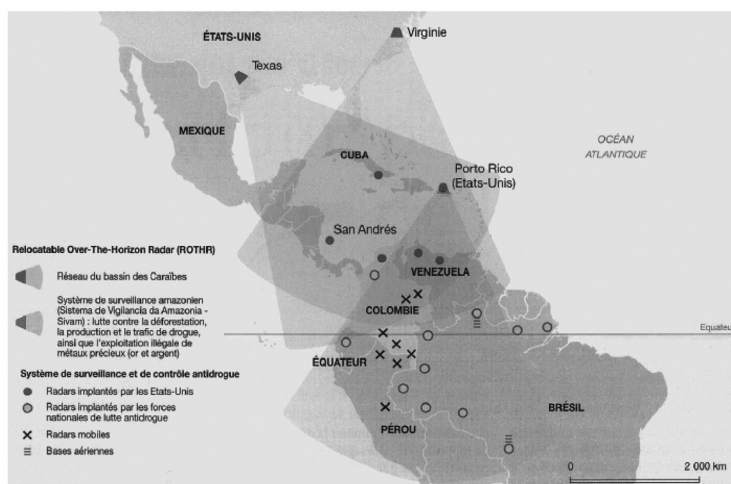 Virginie
ÉTATS-UNIS
Texas
MEXIQUE
OCÉAN
ATLANTIQUE
CUBA
Porto Rico
(Etats-Unis)
San Andrés
Relocatable Over-The-Horizon Radar (ROTHR)
Réseau du bassin des Caraïbes
VENEZUELA
Système de surveillance amazonien
(Sistema de Vigilância da Amazonia -
Sivam) : lutte contre la déforestation,
la production et le trafic de drogue,
ainsi que l'exploitation illégale de
métaux précieux (or et argent)
COLOMBIE
Equateur
ÉQUATEUR
Système de surveillance et de contrôle antidrogue
Radars implantés par les Etats-Unis
Radars implantés par les forces
nationales de lutte antidrogue
BRÉSIL
Radars mobiles
PÉROU
Bases aériennes
0
2 000 km